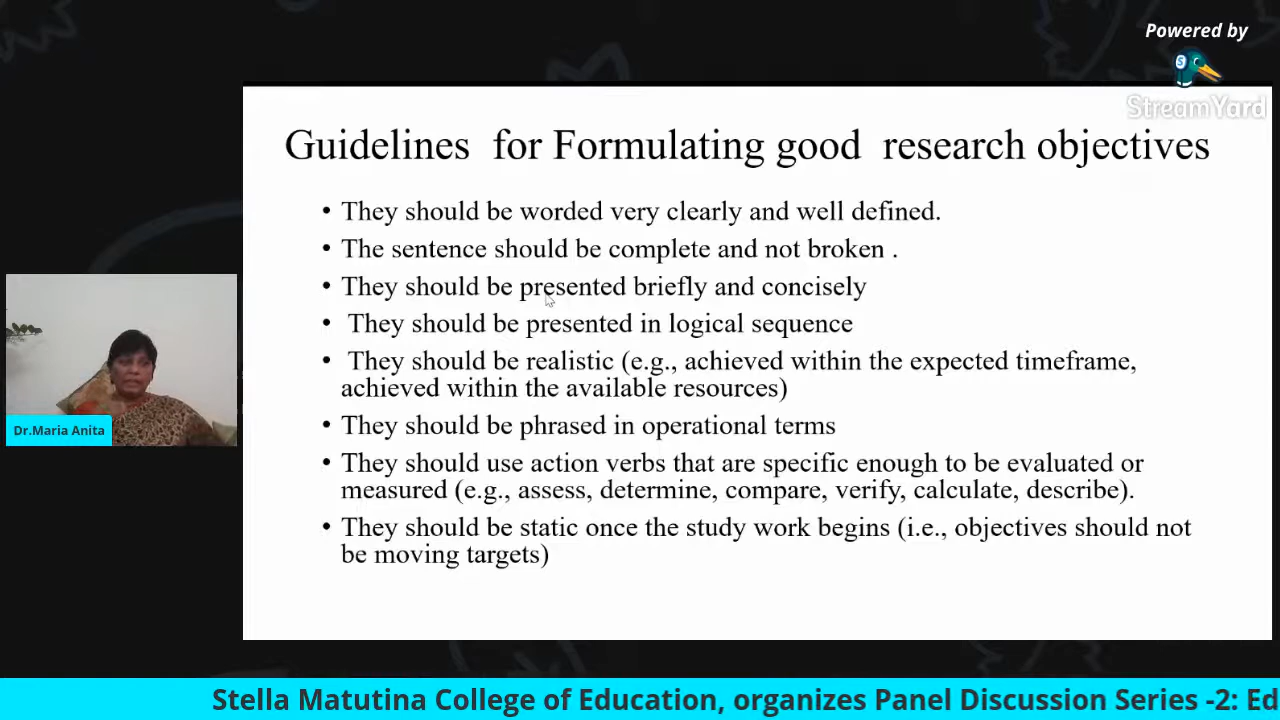 Powered by
StreamYard
Guidelines for Formulating good research objectives
• They should be worded very clearly and well defined.
• The sentence should be complete and not broken .
• They should be presented briefly and concisely
• They should be presented in logical sequence
• They should be realistic (e.g., achieved within the expected timeframe,
achieved within the available resources)
• They should be phrased in operational terms
• They should use action verbs that are specific enough to be evaluated or
measured (e.g., assess, determine, compare, verify, calculate, describe).
• They should be static once the study work begins (i.e., objectives should not
be moving targets)
Dr.Maria Anita
Stella Matutina College of Education, organizes Panel Discussion Series -2: Ed